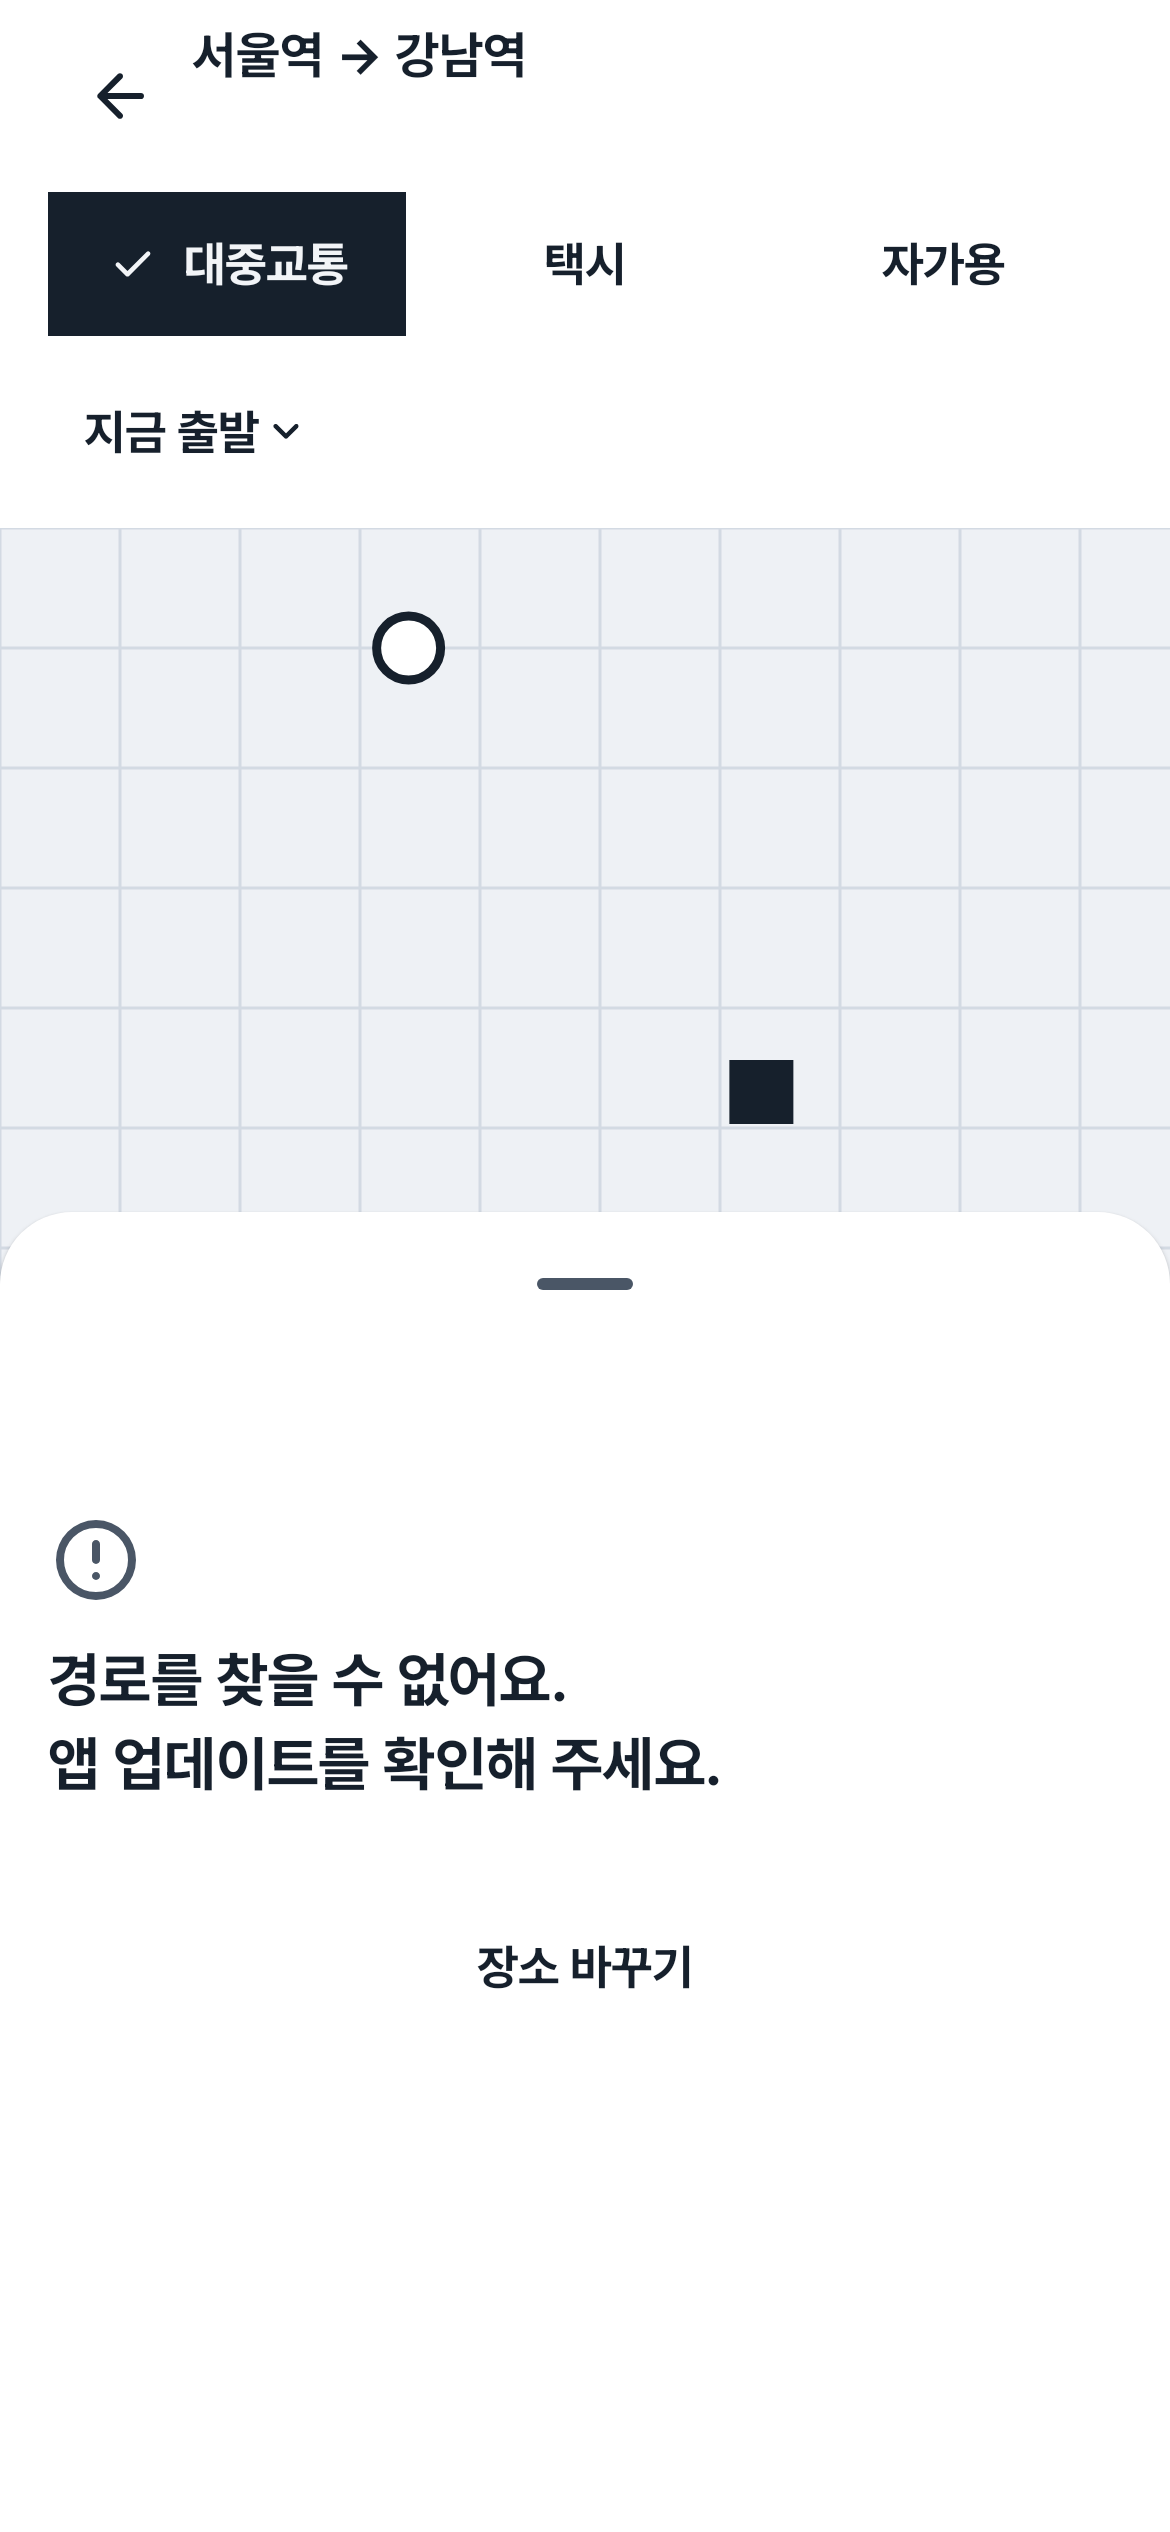 서울역 → 강남역
대중교통
택시
자가용
지금 출발
경로를 찾을 수 없어요.
앱 업데이트를 확인해 주세요.
장소 바꾸기